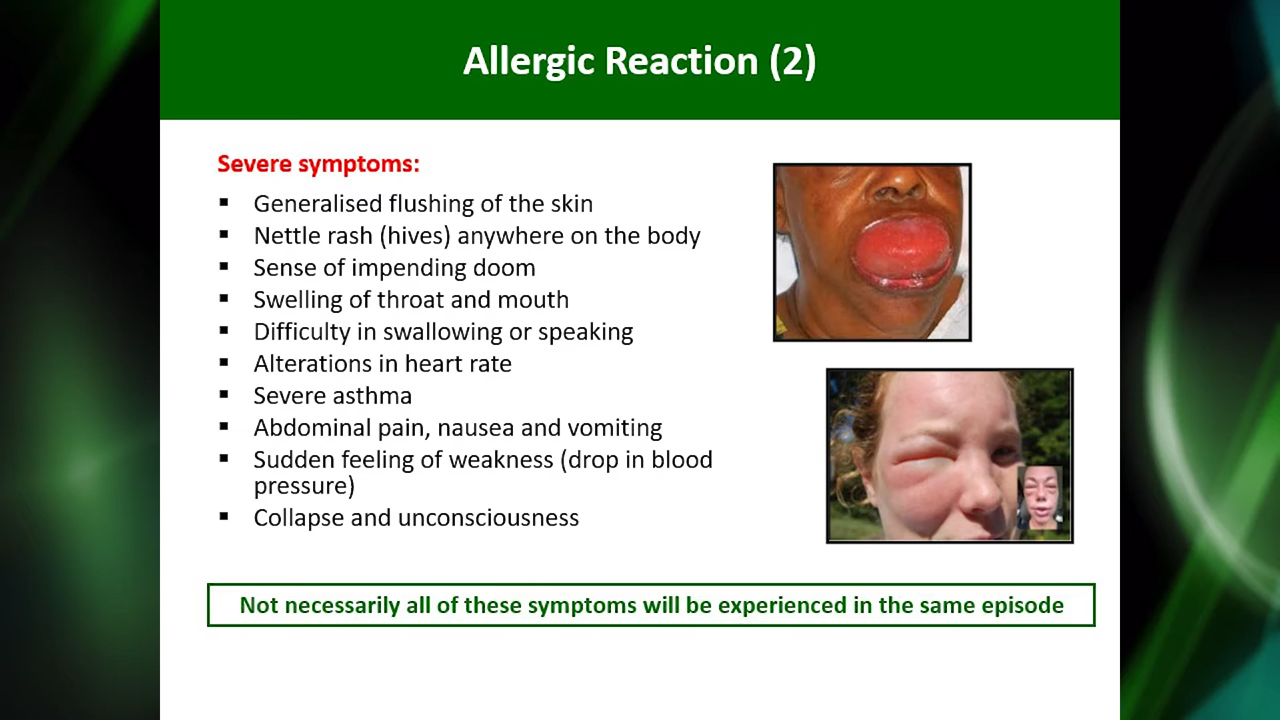 Allergic Reaction (2)
Severe symptoms:
▪ Generalised flushing of the skin
▪ Nettle rash (hives) anywhere on the body
▪ Sense of impending doom
▪ Swelling of throat and mouth
▪ Difficulty in swallowing or speaking
▪ Alterations in heart rate
▪ Severe asthma
▪ Abdominal pain, nausea and vomiting
▪ Sudden feeling of weakness (drop in blood
pressure)
▪ Collapse and unconsciousness
Not necessarily all of these symptoms will be experienced in the same episode